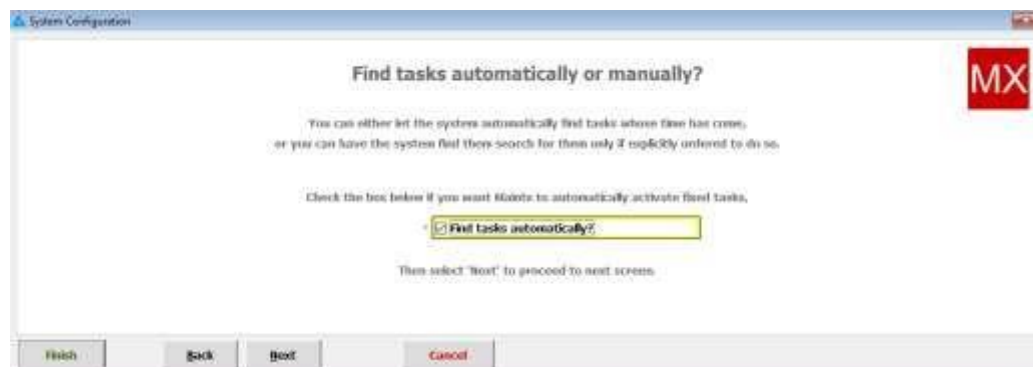 System Configuration
Find tasks automatically or manually?
MX
You can either let the system automatically find tasks whose time has come,
or you can have the system find them search for them only if explicitly ordered to do so.
Check the box below if you want Mainto to automatically activate fixed tasks,
Find tasks automatically?
Then select 'Next' to proceed to next screen
Finish Back Next Cancel